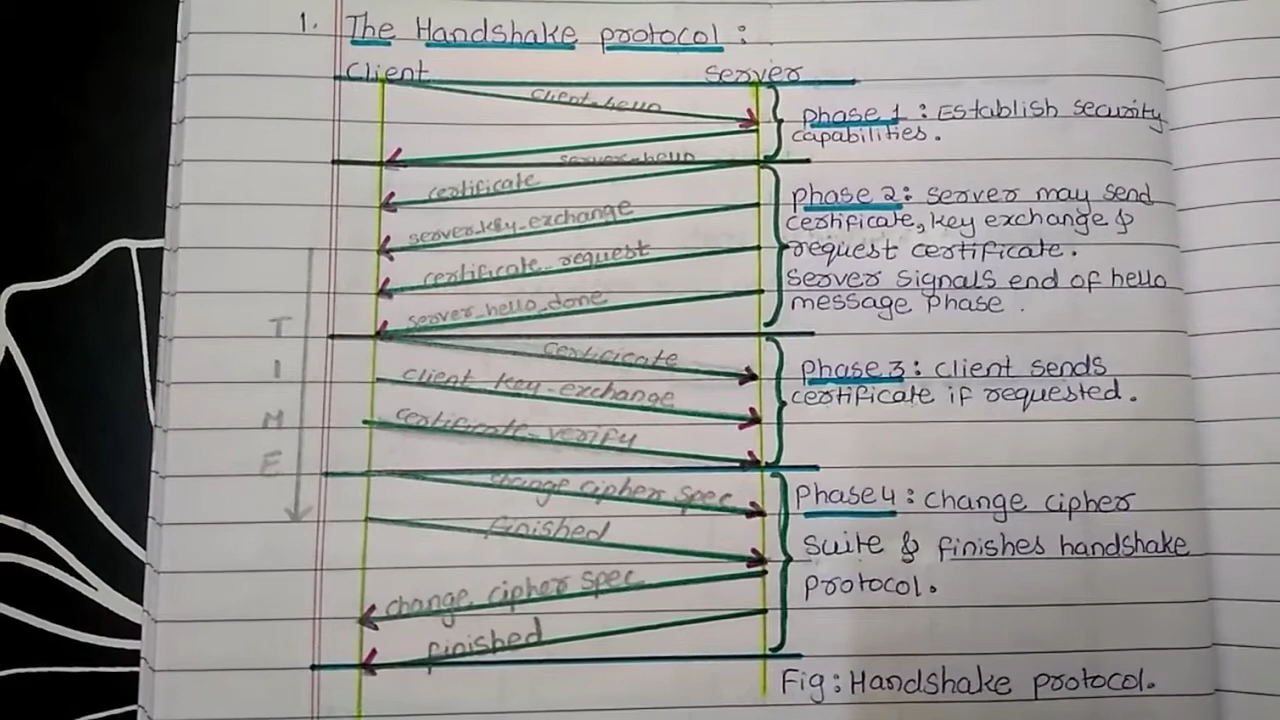 1. The Handshake protocol :
Client server
client_hello
phase 1 : Establish security
capabilities.
server_hello
certificate
phase 2 : server may send
certificate, key exchange &
request certificate.
server signals end of hello
message phase .
server_key_exchange
certificate_request
server_hello_done
TIME
certificate
client_key_exchange
certificate_verify
phase 3 : client sends
certificate if requested.
change cipher spec
finished
change cipher spec
finished
phase 4 : change cipher
suite & finishes handshake
protocol.
Fig : Handshake protocol.